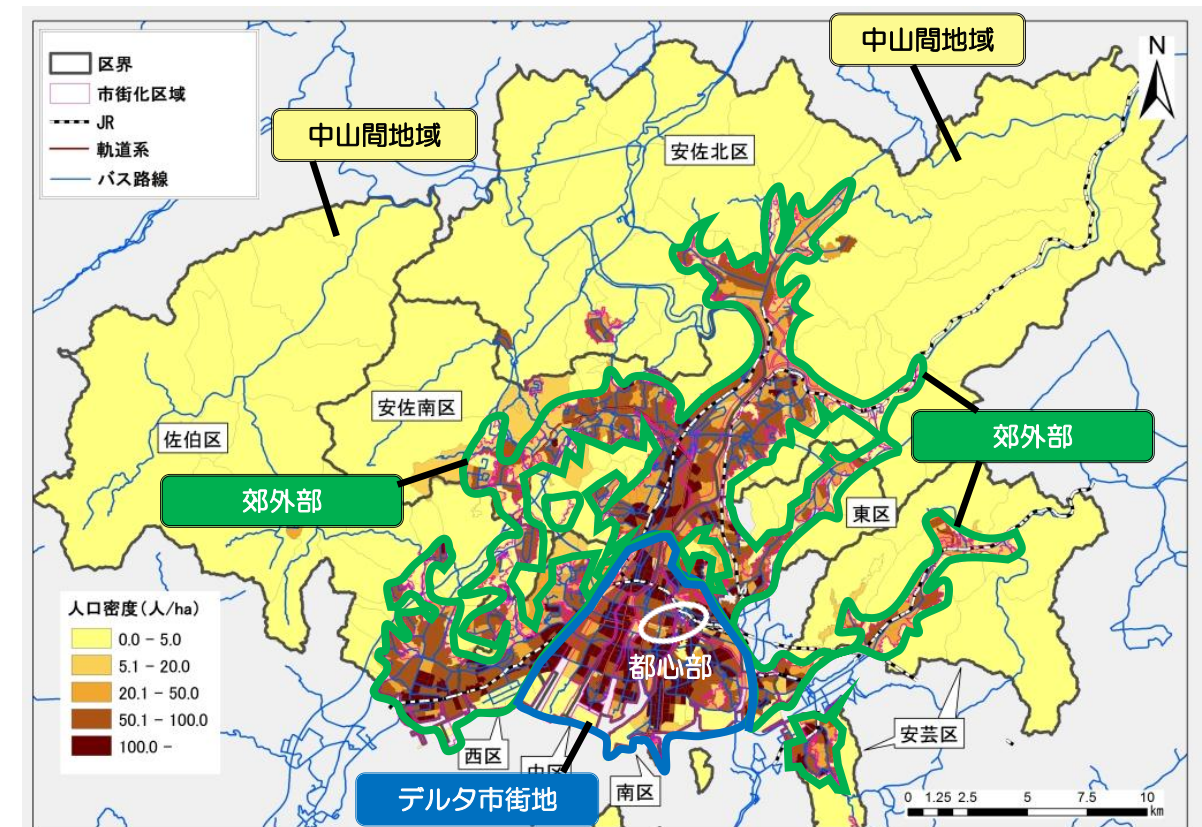 区界
市街化区域
JR
軌道系
バス路線
中山間地域
中山間地域
N
安佐北区
安佐南区
佐伯区
郊外部
郊外部
東区
人口密度(人/ha)
0.0 - 5.0
5.1 - 20.0
20.1 - 50.0
50.1 - 100.0
100.0 -
都心部
西区
中区
南区
安芸区
デルタ市街地
0 1.25 2.5 5 7.5 10
km